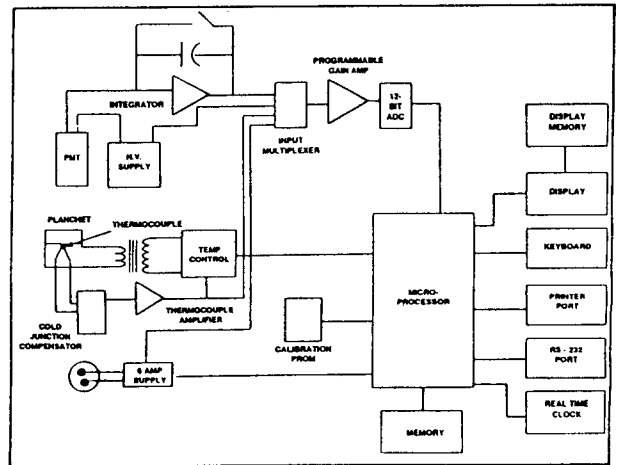 PROGRAMMABLE
GAIN AMP
INTEGRATOR
12-
BIT
ADC
PMT
H.V.
SUPPLY
INPUT
MULTIPLEXER
DISPLAY
MEMORY
DISPLAY
PLANCHET
THERMOCOUPLE
TEMP
CONTROL
KEYBOARD
MICRO-
PROCESSOR
THERMOCOUPLE
AMPLIFIER
PRINTER
PORT
COLD
JUNCTION
COMPENSATOR
CALIBRATION
PROM
RS - 232
PORT
6 AMP
SUPPLY
REAL TIME
CLOCK
MEMORY